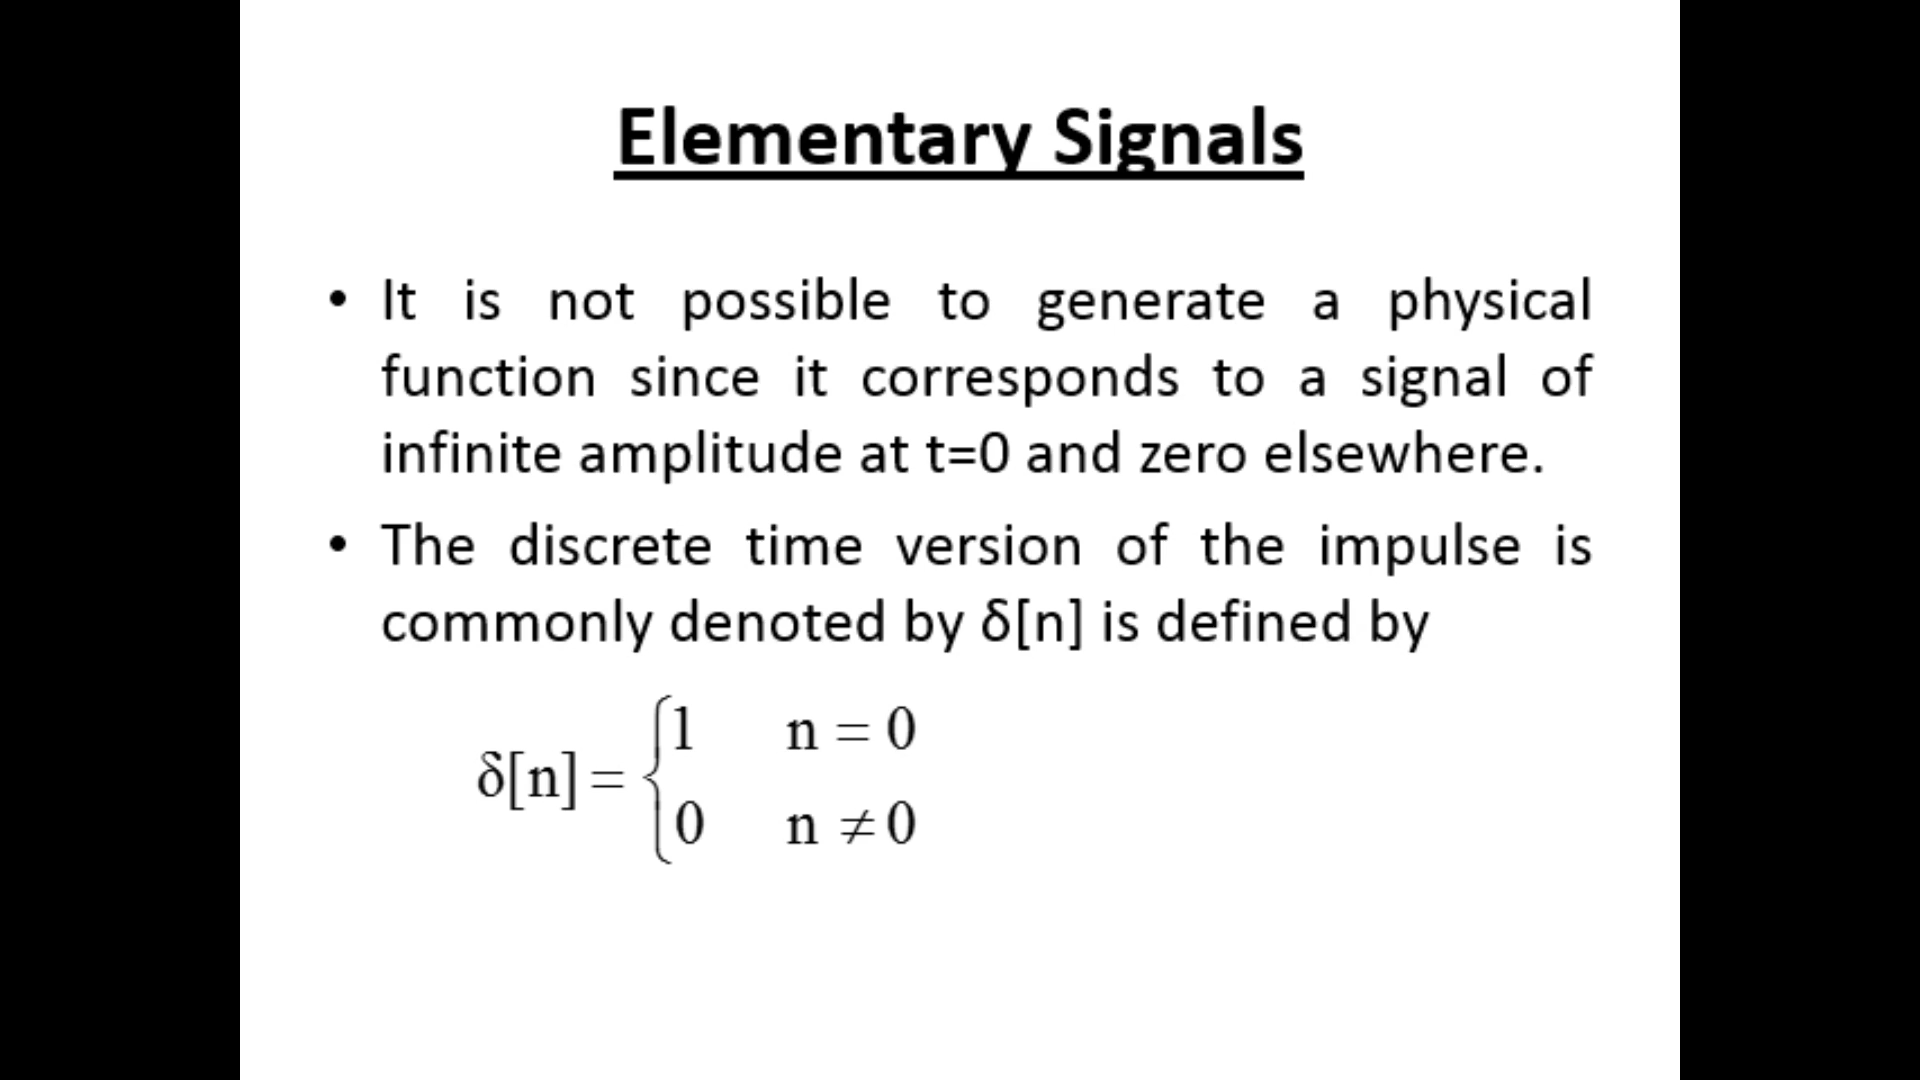 Elementary Signals
• It is not possible to generate a physical
function since it corresponds to a signal of
infinite amplitude at t=0 and zero elsewhere.
• The discrete time version of the impulse is
commonly denoted by δ[n] is defined by
δ[n] = { 1 n = 0
0 n ≠ 0